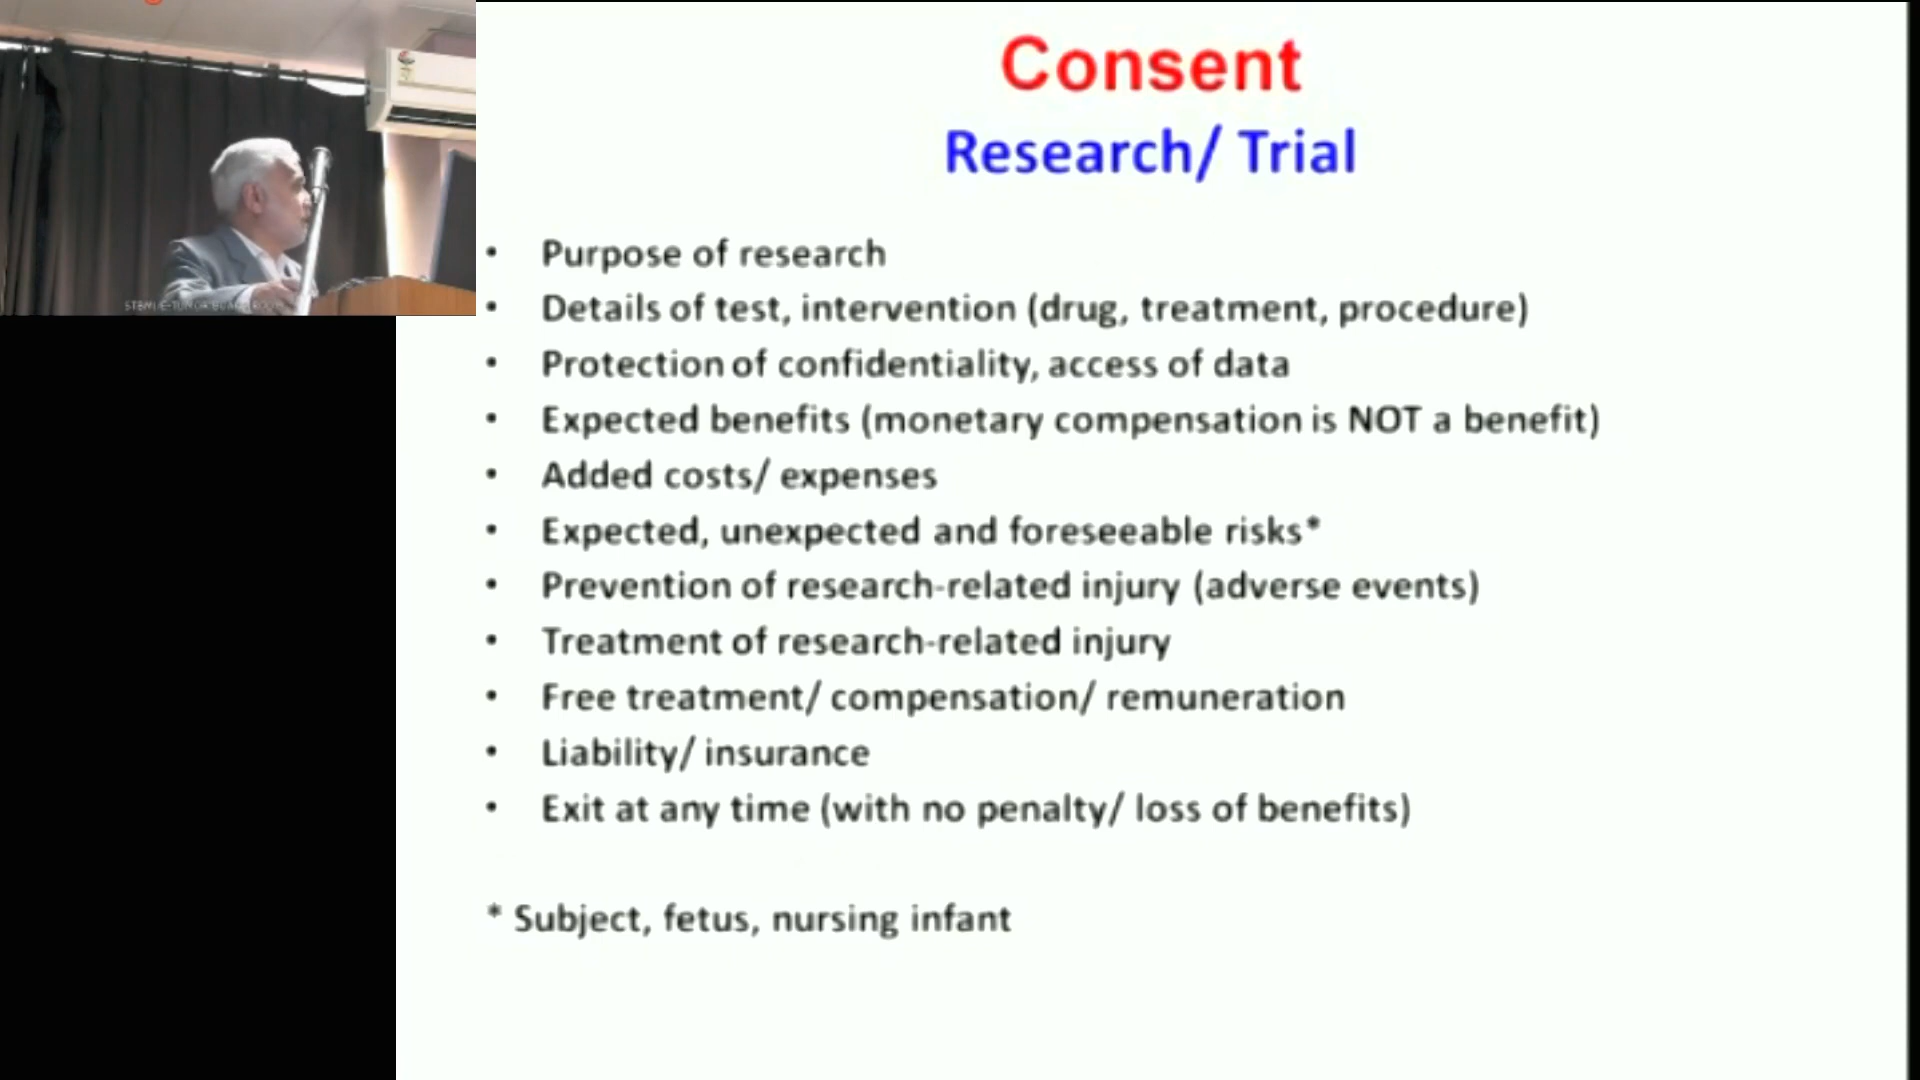 Consent
Research/ Trial
• Purpose of research
• Details of test, intervention (drug, treatment, procedure)
• Protection of confidentiality, access of data
• Expected benefits (monetary compensation is NOT a benefit)
• Added costs/ expenses
• Expected, unexpected and foreseeable risks*
• Prevention of research-related injury (adverse events)
• Treatment of research-related injury
• Free treatment/ compensation/ remuneration
• Liability/ insurance
• Exit at any time (with no penalty/ loss of benefits)
* Subject, fetus, nursing infant